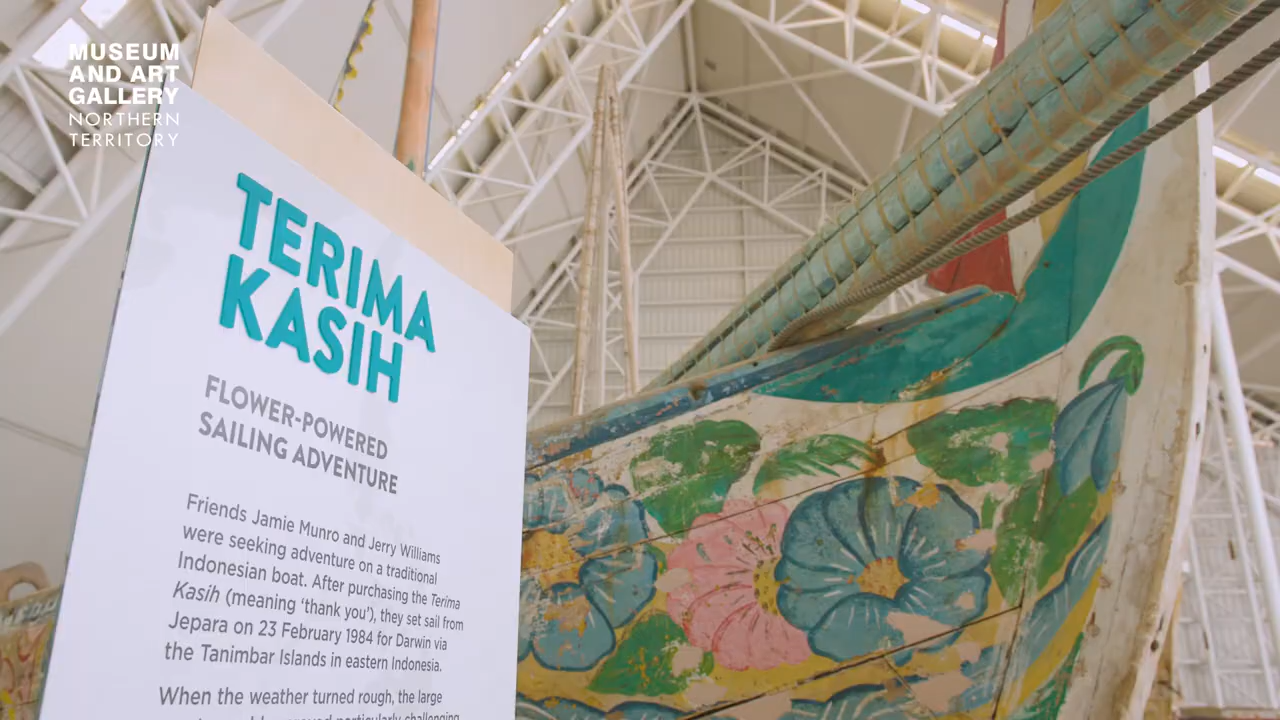 MUSEUM
AND ART
GALLERY
NORTHERN
TERRITORY
TERIMA
KASIH
FLOWER-POWERED
SAILING ADVENTURE
Friends Jamie Munro and Jerry Williams
were seeking adventure on a traditional
Indonesian boat. After purchasing the Terima
Kasih (meaning ‘thank you’), they set sail from
Jepara on 23 February 1984 for Darwin via
the Tanimbar Islands in eastern Indonesia.
When the weather turned rough, the large
particularly challenging